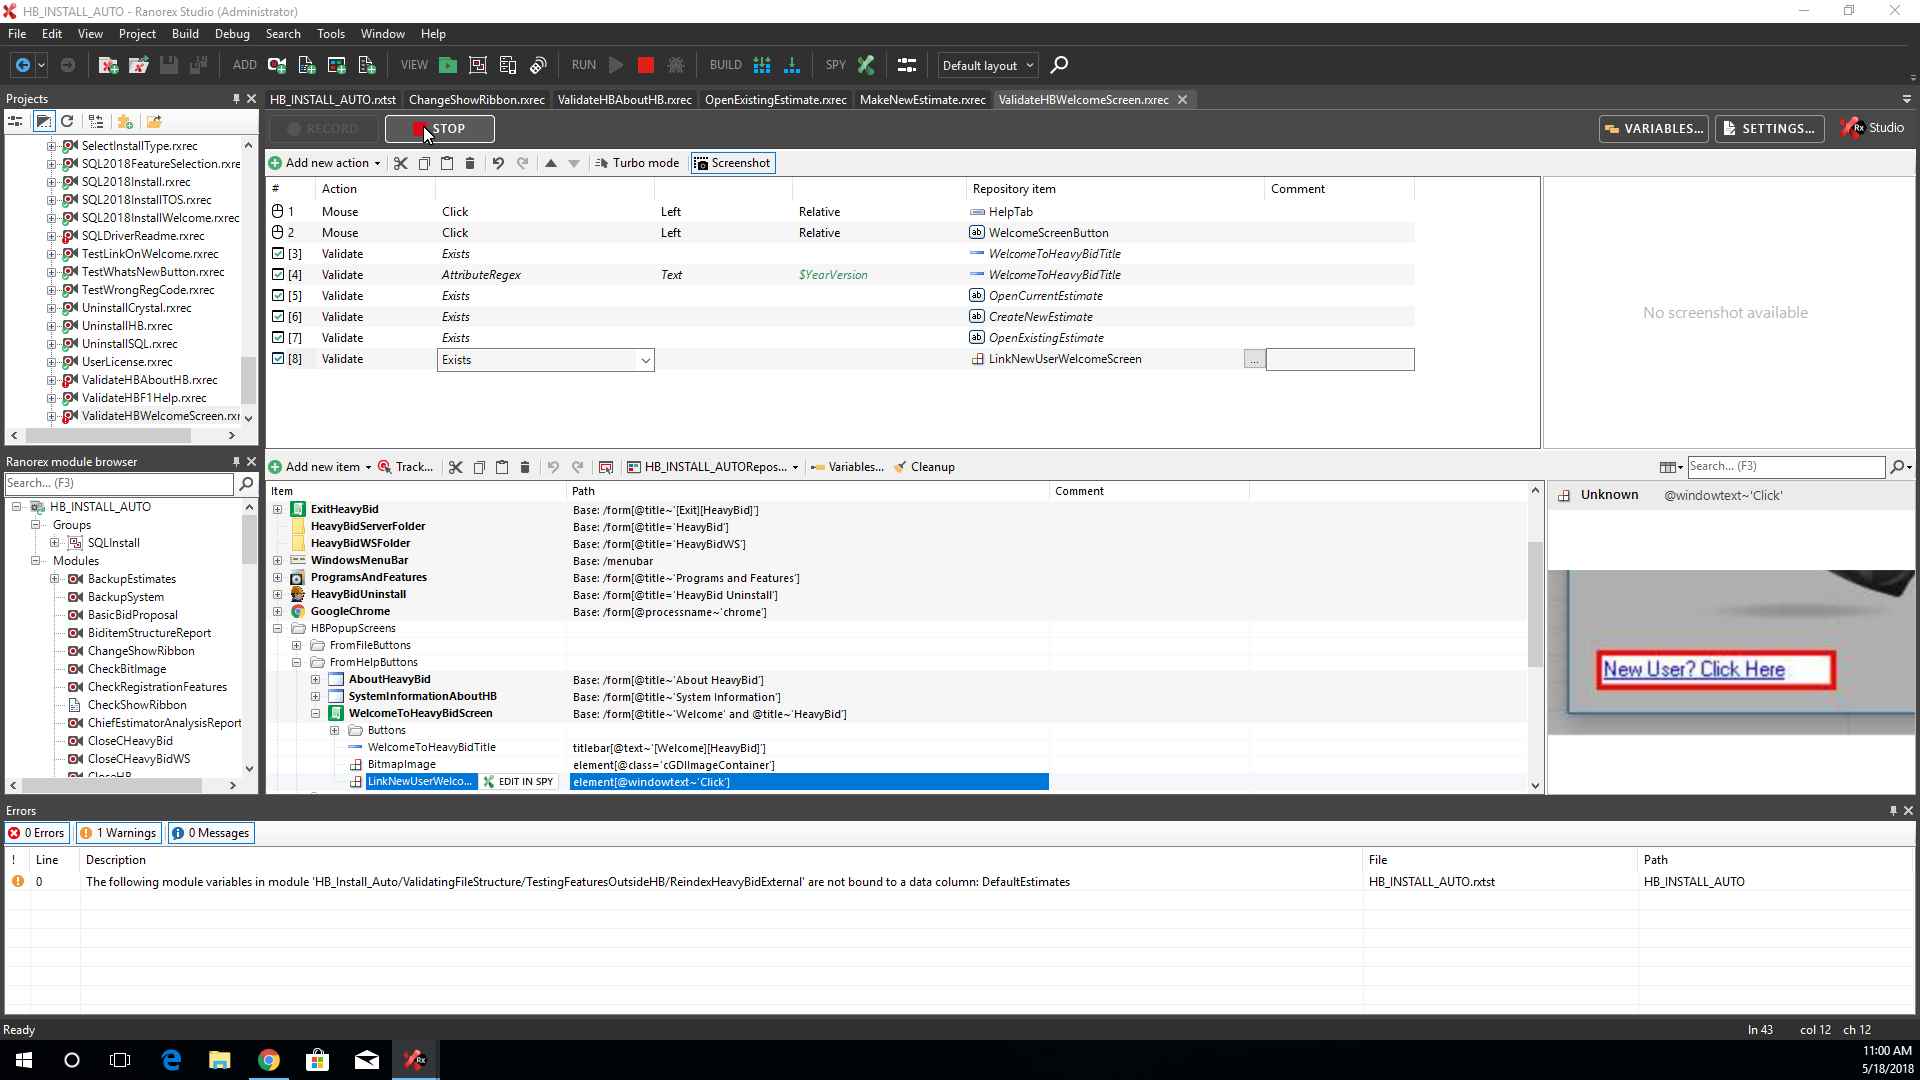 HB_INSTALL_AUTO - Ranorex Studio (Administrator)
File Edit View Project Build Debug Search Tools Window Help
ADD VIEW RUN BUILD SPY Default layout
Projects
HB_INSTALL_AUTO.rxtst ChangeShowRibbon.rxrec ValidateHBAboutHB.rxrec OpenExistingEstimate.rxrec MakeNewEstimate.rxrec ValidateHBWelcomeScreen.rxrec
RECORD STOP VARIABLES... SETTINGS... Rx Studio
Add new action Turbo mode Screenshot
SelectInstallType.rxrec
SQL2018FeatureSelection.rxre
SQL2018Install.rxrec
SQL2018InstallTOS.rxrec
SQL2018InstallWelcome.rxrec
SQLDriverReadme.rxrec
TestLinkOnWelcome.rxrec
TestWhatsNewButton.rxrec
TestWrongRegCode.rxrec
UninstallCrystal.rxrec
UninstallHB.rxrec
UninstallSQL.rxrec
UserLicense.rxrec
ValidateHBAboutHB.rxrec
ValidateHBF1Help.rxrec
ValidateHBWelcomeScreen.rxr
# Action Repository item Comment
1 Mouse Click Left Relative HelpTab
2 Mouse Click Left Relative WelcomeScreenButton
[3] Validate Exists WelcomeToHeavyBidTitle
[4] Validate AttributeRegex Text $YearVersion WelcomeToHeavyBidTitle
[5] Validate Exists OpenCurrentEstimate
[6] Validate Exists CreateNewEstimate
[7] Validate Exists OpenExistingEstimate
[8] Validate Exists LinkNewUserWelcomeScreen ...
No screenshot available
Ranorex module browser
Search... (F3)
HB_INSTALL_AUTO
Groups
SQLInstall
Modules
BackupEstimates
BackupSystem
BasicBidProposal
BiditemStructureReport
ChangeShowRibbon
CheckBitImage
CheckRegistrationFeatures
CheckShowRibbon
ChiefEstimatorAnalysisReport
CloseCHeavyBid
CloseCHeavyBidWS
CloseHB
Add new item Track... HB_INSTALL_AUTORepos... Variables... Cleanup Search... (F3)
Item Path Comment
ExitHeavyBid Base: /form[@title~'[Exit][HeavyBid]']
HeavyBidServerFolder Base: /form[@title='HeavyBid']
HeavyBidWSFolder Base: /form[@title='HeavyBidWS']
WindowsMenuBar Base: /menubar
ProgramsAndFeatures Base: /form[@title~'Programs and Features']
HeavyBidUninstall Base: /form[@title='HeavyBid Uninstall']
GoogleChrome Base: /form[@processname~'chrome']
HBPopupScreens
FromFileButtons
FromHelpButtons
AboutHeavyBid Base: /form[@title~'About HeavyBid']
SystemInformationAboutHB Base: /form[@title~'System Information']
WelcomeToHeavyBidScreen Base: /form[@title~'Welcome' and @title~'HeavyBid']
Buttons
WelcomeToHeavyBidTitle titlebar[@text~'[Welcome][HeavyBid]']
BitmapImage element[@class='cGDIImageContainer']
LinkNewUserWelco... EDIT IN SPY element[@windowtext~'Click']
Unknown @windowtext~'Click'
New User? Click Here
Errors
0 Errors 1 Warnings 0 Messages
! Line Description File Path
0 The following module variables in module 'HB_Install_Auto/ValidatingFileStructure/TestingFeaturesOutsideHB/ReindexHeavyBidExternal' are not bound to a data column: DefaultEstimates HB_INSTALL_AUTO.rxtst HB_INSTALL_AUTO
Ready ln 43 col 12 ch 12
11:00 AM
5/18/2018